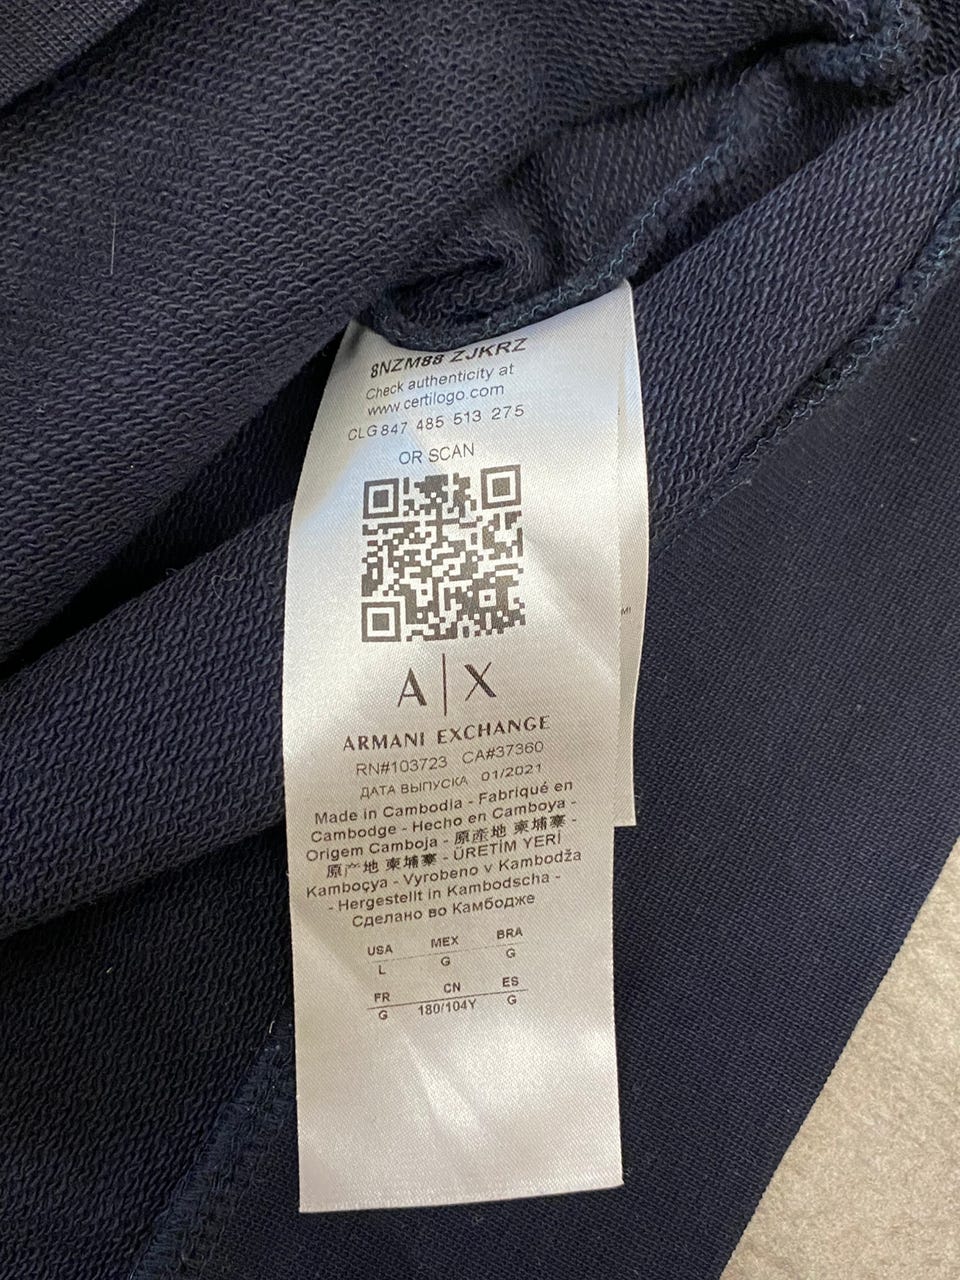 8NZM88 ZJKRZ
Check authenticity at
www.certilogo.com
CLG 847 485 513 275
OR SCAN
A|X
ARMANI EXCHANGE
RN#103723 CA#37360
ДАТА ВЫПУСКА 01/2021
Made in Cambodia - Fabriqué en
Cambodge - Hecho en Camboya -
Origem Camboja - 原産地 柬埔寨 -
原产地 柬埔寨 - ÜRETİM YERİ
Kamboçya - Vyrobeno v Kambodža
- Hergestellt in Kambodscha -
Сделано во Камбодже
USA MEX BRA
L G G
FR CN ES
G 180/104Y G